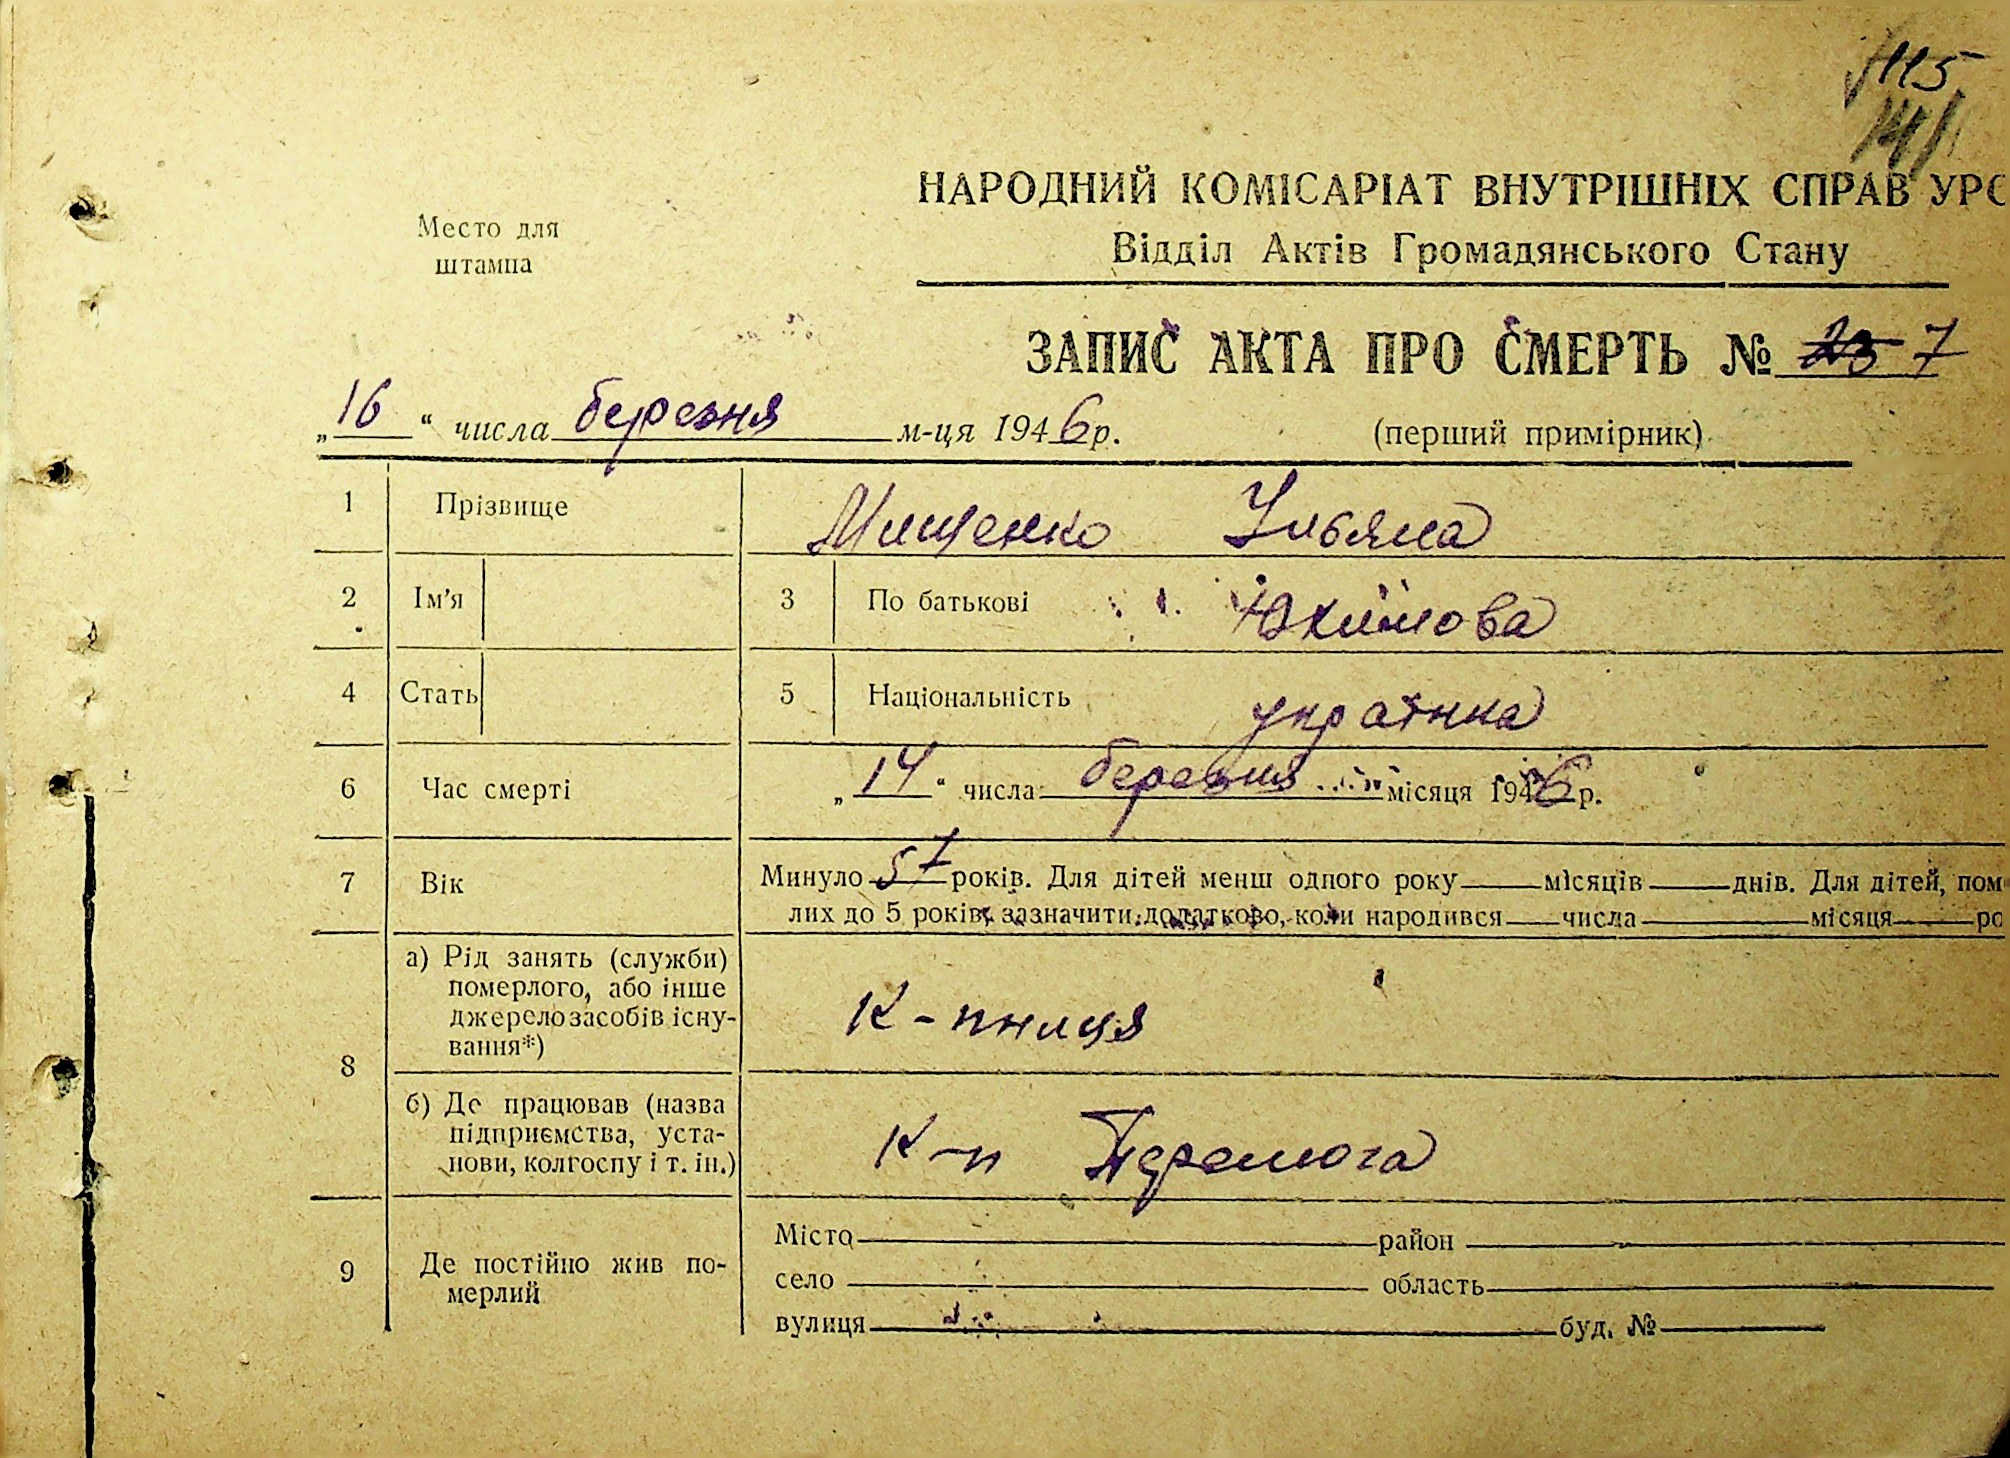 115
141
НАРОДНИЙ КОМІСАРІАТ ВНУТРІШНІХ СПРАВ УРС
Место для
штампа
Відділ Актів Громадянського Стану
ЗАПИС АКТА ПРО СМЕРТЬ № 23 7
„16“ числа березня м-ця 1946 р.
(перший примірник)
1 Прізвище Мищенко Ульяна
2 Ім'я 3 По батькові Юхимова
4 Стать 5 Національність українка
6 Час смерті „14“ числа березня місяця 1946 р.
7 Вік Минуло 57 років. Для дітей менш одного року місяців днів. Для дітей, пом
лих до 5 років, зазначити додатково, коли народився числа місяця ро
8 а) Рід занять (служби)
померлого, або інше
джерело засобів існу-
вання*)
К-пниця
б) Де працював (назва
підприємства, уста-
нови, колгоспу і т. ін.)
К-п Перемога
9 Де постійно жив по-
мерлий
Місто район
село область
вулиця буд. №